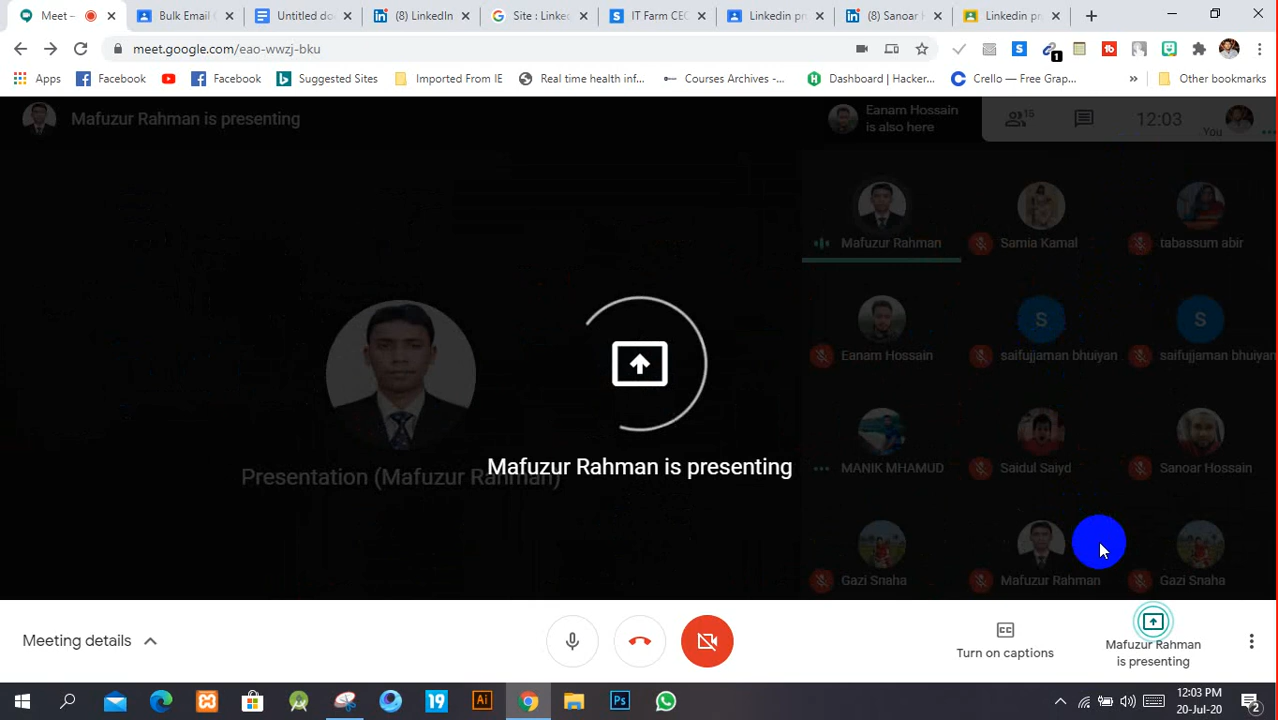 Meet –
Bulk Email C
Untitled do
(8) LinkedIn
Site : Linke
IT Farm CEC
Linkedin pr
(8) Sanoar H
Linkedin pr
meet.google.com/eao-wwzj-bku
1
Apps
Facebook
Facebook
Suggested Sites
Imported From IE
Real time health inf...
Courses Archives -...
Dashboard | Hacker...
Crello — Free Grap...
»
Other bookmarks
Mafuzur Rahman is presenting
Eanam Hossain
is also here
15
12:03
You
Mafuzur Rahman
Samia Kamal
tabassum abir
S
S
Eanam Hossain
saifujjaman bhuiyan
saifujjaman bhuiyan
MANIK MHAMUD
Saidul Saiyd
Sanoar Hossain
Presentation (Mafuzur Rahman)
Mafuzur Rahman is presenting
Gazi Snaha
Mafuzur Rahman
Gazi Snaha
Meeting details
CC
Turn on captions
Mafuzur Rahman
is presenting
19
Ai
Ps
12:03 PM
20-Jul-20
2